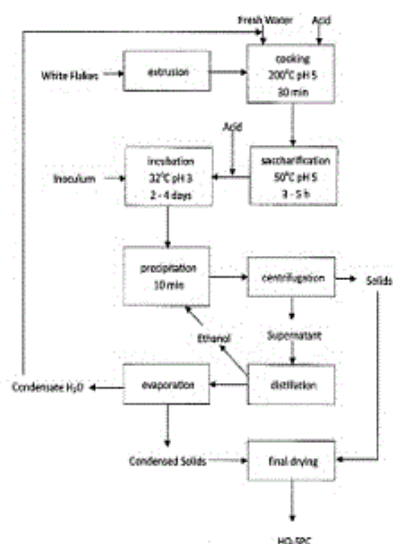 Fresh Water
Acid
White Flakes
extrusion
cooking
200°C pH 5
30 min
Acid
Inoculum
incubation
32°C pH 3
2 - 4 days
saccharification
50°C pH 5
3 - 5 h
precipitation
10 min
centrifugation
Solids
Ethanol
Supernatant
Condensate H₂O
evaporation
distillation
Condensed Solids
final drying
HQ-SPC